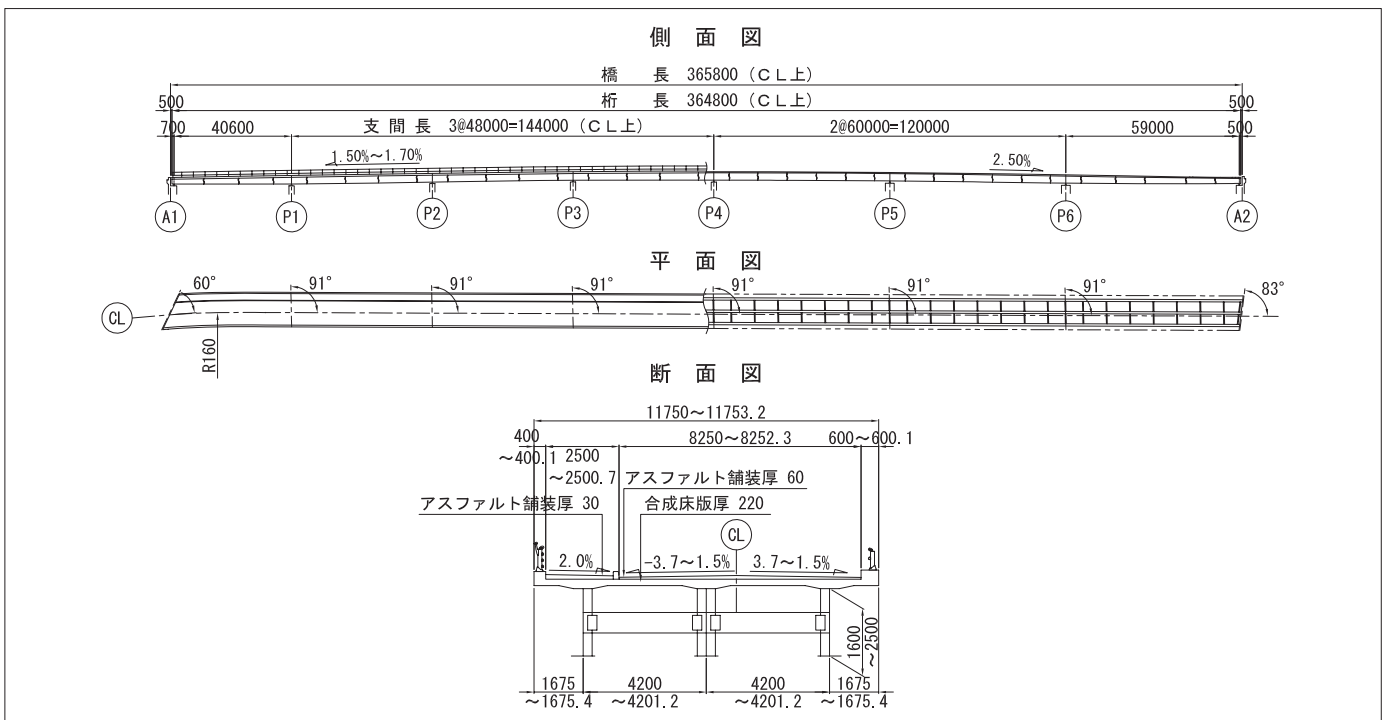 側 面 図
橋 長 365800 (CL上)
500 桁 長 364800 (CL上) 500
700 40600 支 間 長 3@48000=144000 (CL上) 2@60000=120000 59000 500
1.50%～1.70% 2.50%
A1 P1 P2 P3 P4 P5 P6 A2
平 面 図
60° 91° 91° 91° 91° 91° 91° 83°
CL
R160
断 面 図
11750～11753.2
400 8250～8252.3 600～600.1
～400.1 2500
～2500.7 アスファルト舗装厚 60
アスファルト舗装厚 30 合成床版厚 220
CL
2.0% -3.7～1.5% 3.7～1.5%
1600
～2500
1675 4200 4200 1675
～1675.4 ～4201.2 ～4201.2 ～1675.4